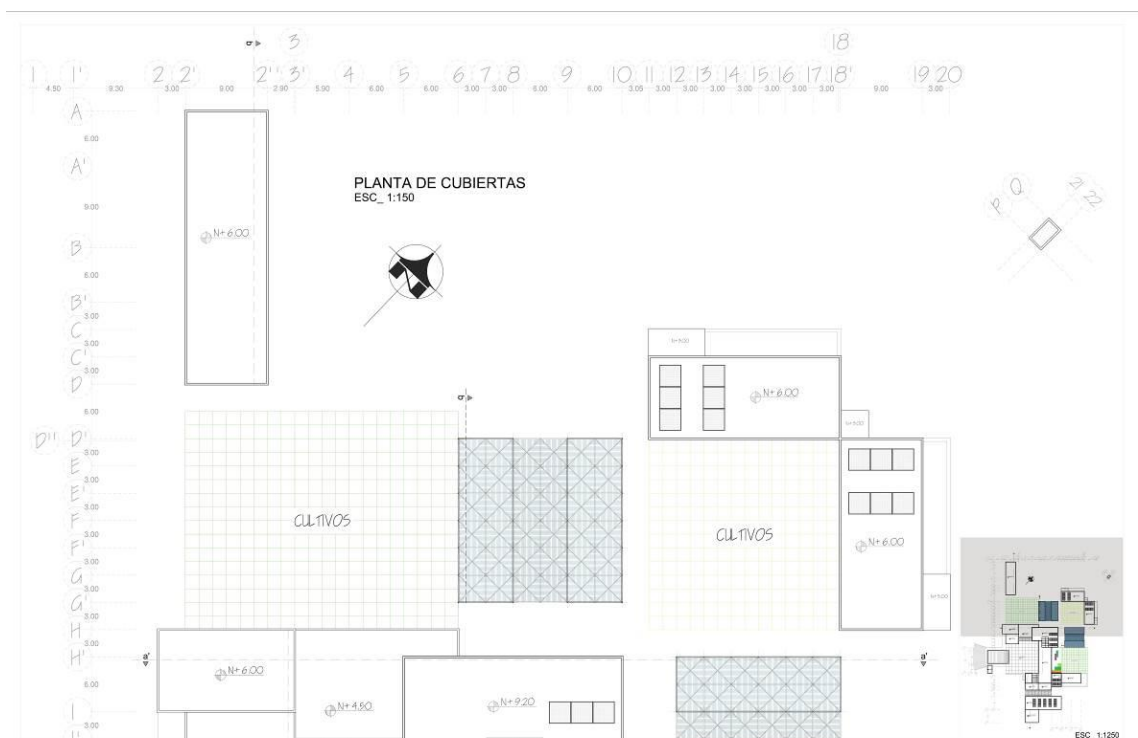 3 18
1 1' 2 2' 2'' 3' 4 5 6 7 8 9 10 11 12 13 14 15 16 17 18' 19 20
4.50 9.30 3.00 9.00 2.90 5.90 6.00 6.00 3.00 3.00 6.00 6.00 3.05 3.00 3.00 3.00 3.00 3.00 3.00 3.00 9.00 3.00
A
6.00
A'
PLANTA DE CUBIERTAS
ESC_ 1:150
P Q 21 22
9.00
N+6.00
B
6.00
B'
3.00
C
3.00
C'
3.00
D
N+6.00
6.00
D'' D'
3.00
E
3.00
E'
3.00
F
CULTIVOS
CULTIVOS
3.00
F'
N+6.00
3.00
G
3.00
G'
3.00
H
3.00
H'
a' a'
N+6.00
6.00
N+4.50
N+9.20
I
3.00
ESC_ 1:1250